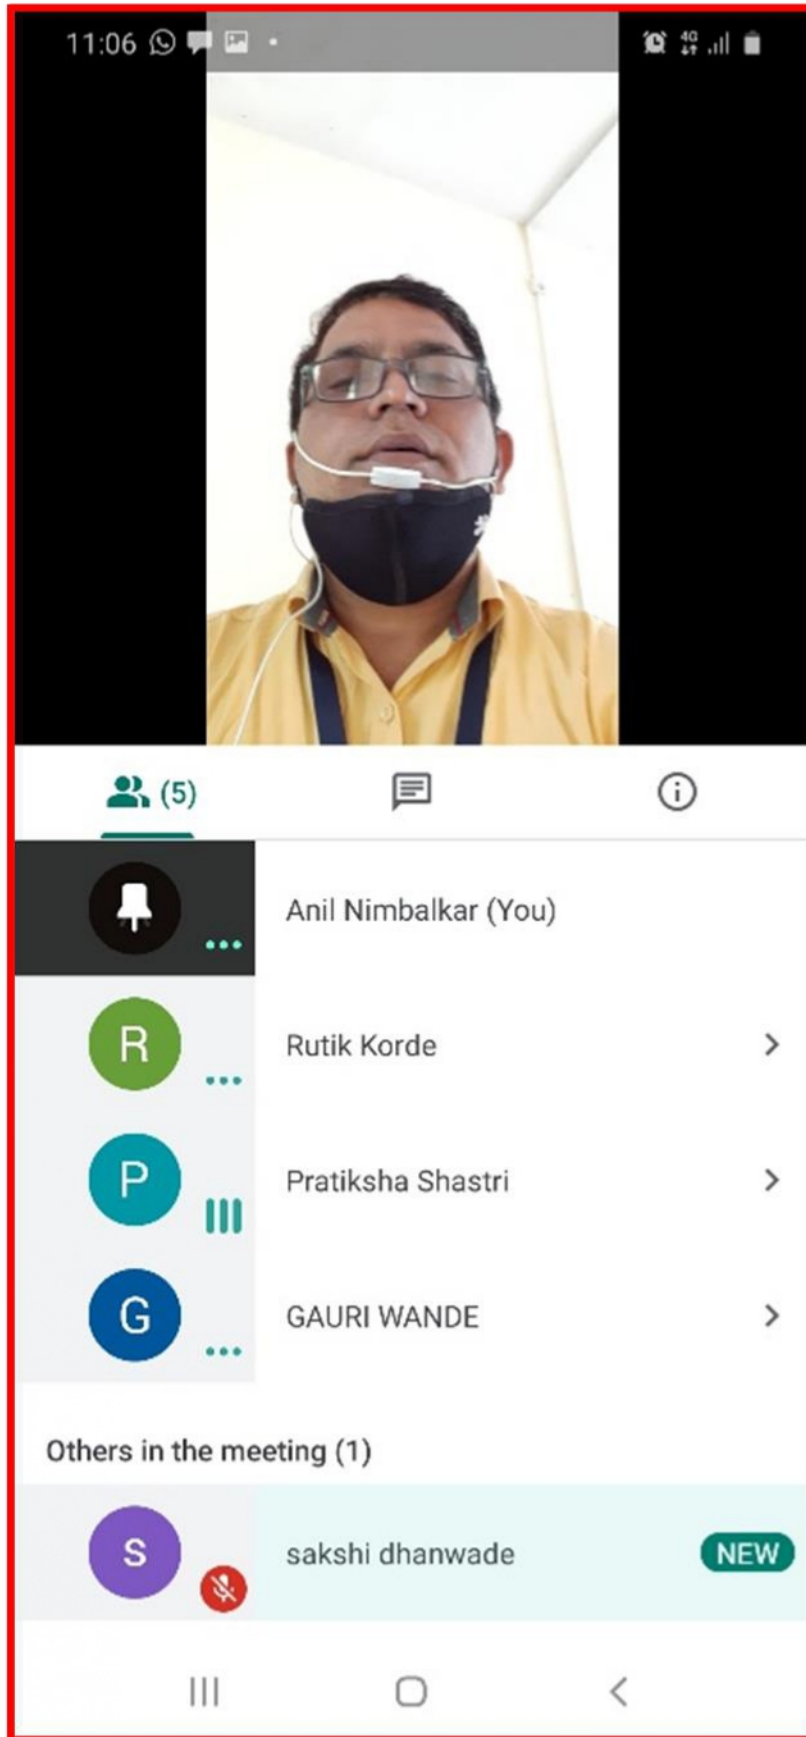 11:06
4G
(5)
Anil Nimbalkar (You)
R
Rutik Korde
P
Pratiksha Shastri
G
GAURI WANDE
Others in the meeting (1)
S
sakshi dhanwade
NEW